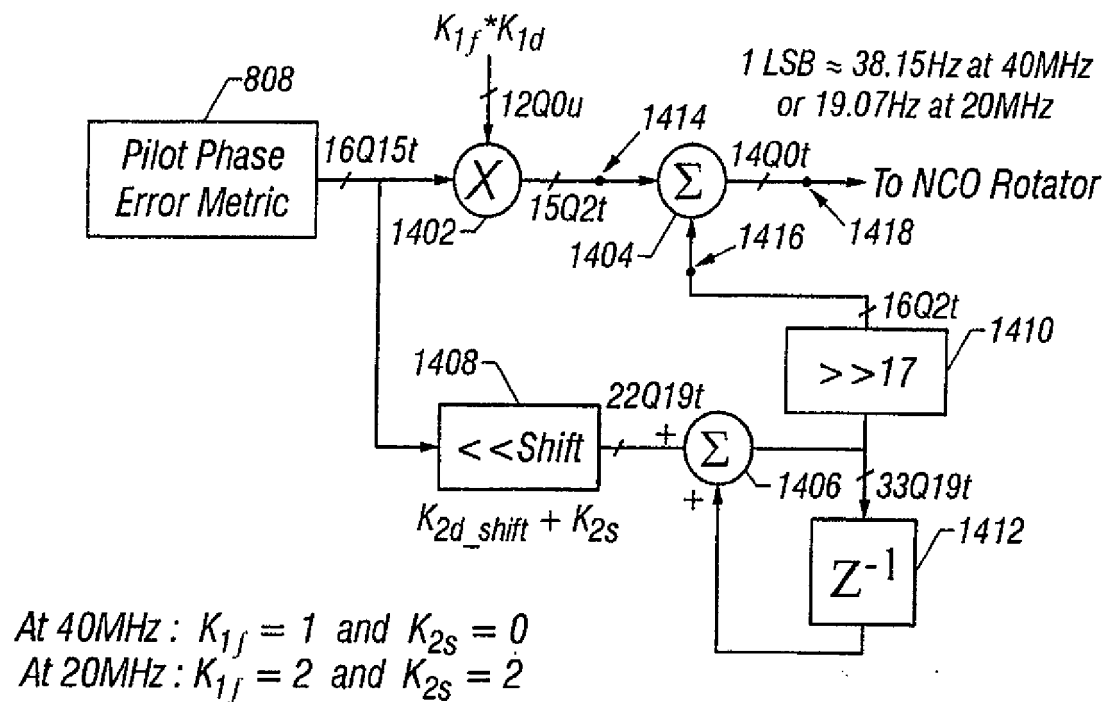 K1f*K1d
1 LSB ≈ 38.15Hz at 40MHz
or 19.07Hz at 20MHz
808
12Q0u
1414
Pilot Phase
Error Metric
16Q15t
X
1402
15Q2t
Σ
1404
14Q0t
To NCO Rotator
1418
1416
16Q2t
1410
>>17
1408
<<Shift
K2d_shift + K2s
22Q19t
+
Σ
+
1406
33Q19t
1412
Z-1
At 40MHz : K1f = 1 and K2s = 0
At 20MHz : K1f = 2 and K2s = 2